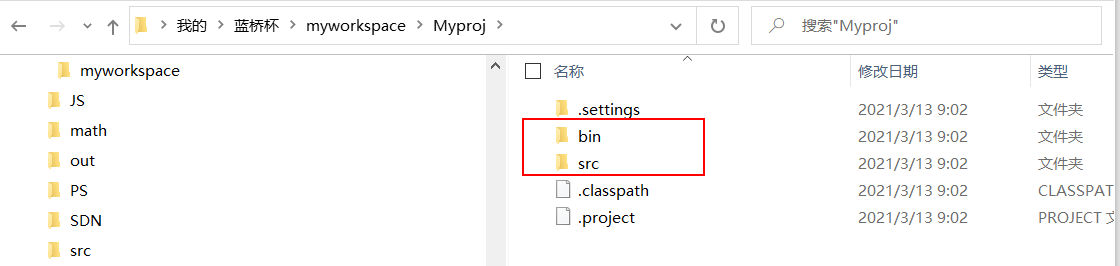 我的 蓝桥杯 myworkspace Myproj 搜索"Myproj"
myworkspace
JS
math
out
PS
SDN
src
名称 修改日期 类型
.settings 2021/3/13 9:02 文件夹
bin 2021/3/13 9:02 文件夹
src 2021/3/13 9:02 文件夹
.classpath 2021/3/13 9:02 CLASSPAT
.project 2021/3/13 9:02 PROJECT 文